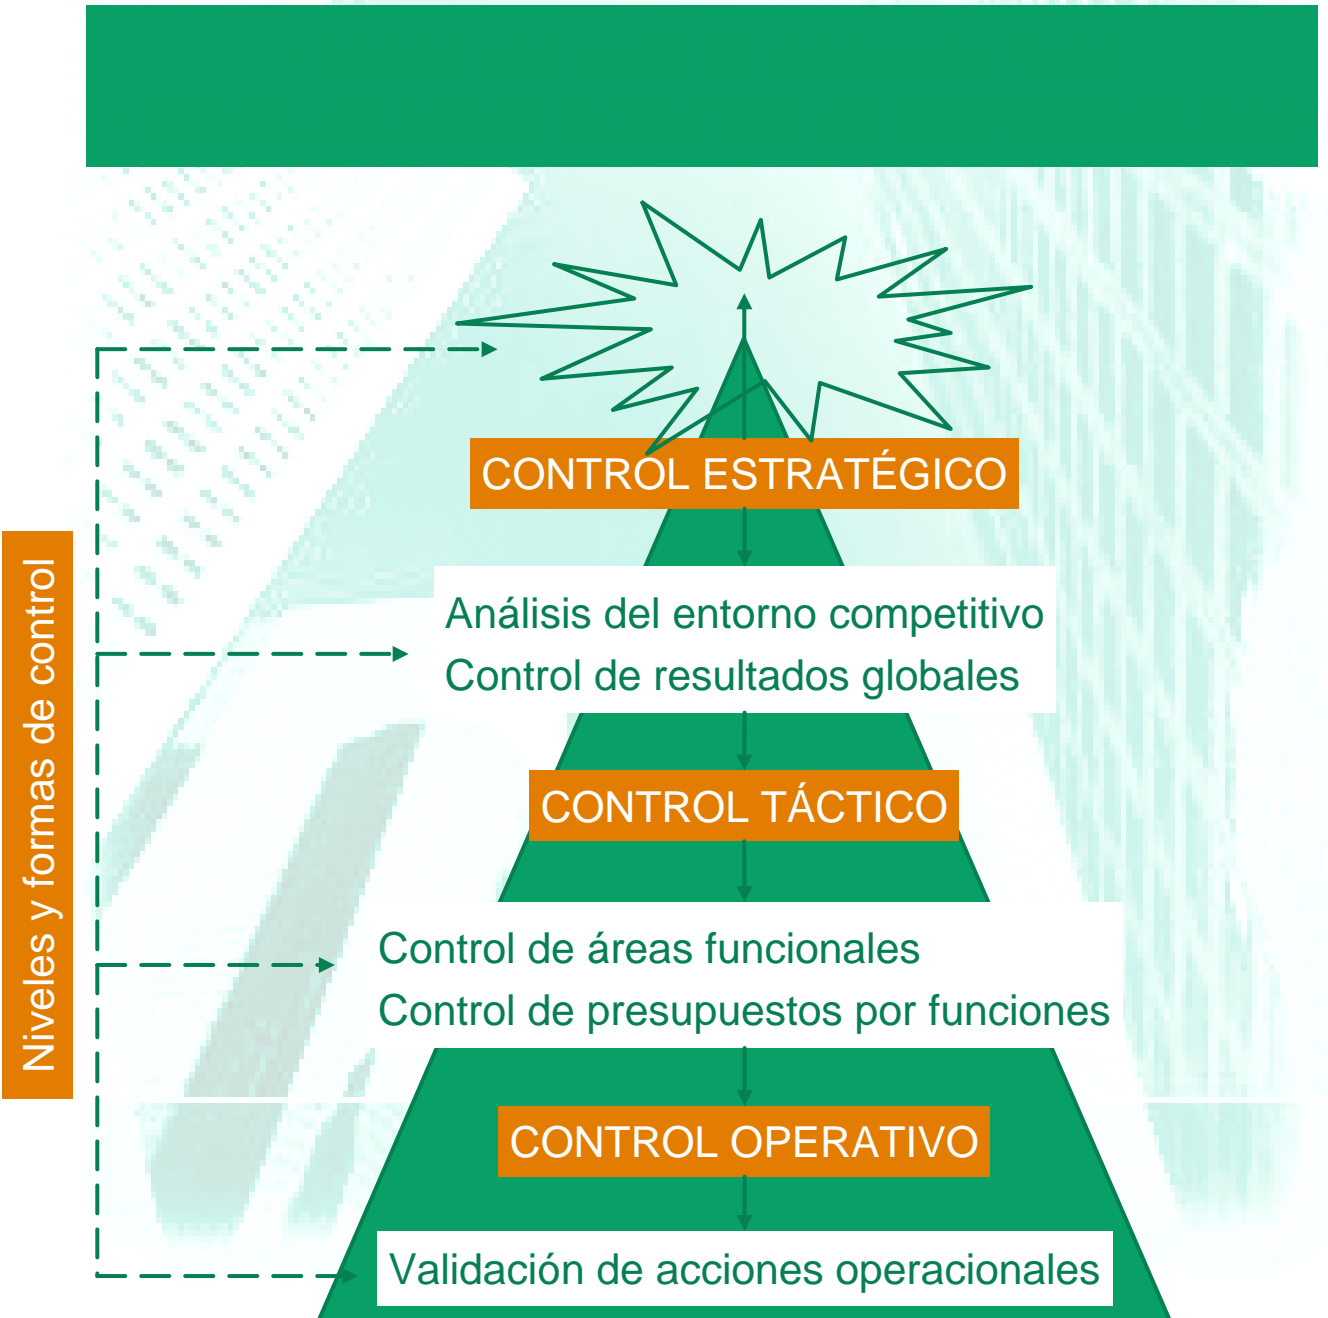 CONTROL ESTRATÉGICO
Análisis del entorno competitivo
Control de resultados globales
CONTROL TÁCTICO
Control de áreas funcionales
Control de presupuestos por funciones
CONTROL OPERATIVO
Validación de acciones operacionales
Niveles y formas de control